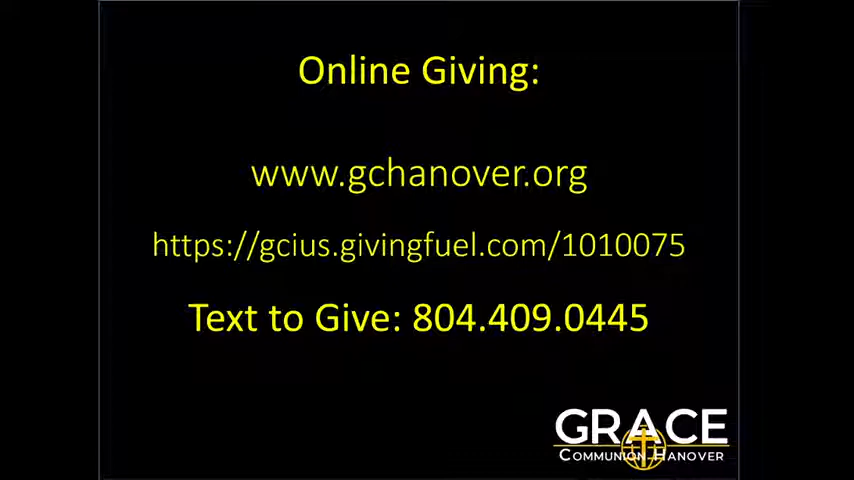 Online Giving:
www.gchanover.org
https://gcius.givingfuel.com/1010075
Text to Give: 804.409.0445
GRACE
COMMUNION HANOVER